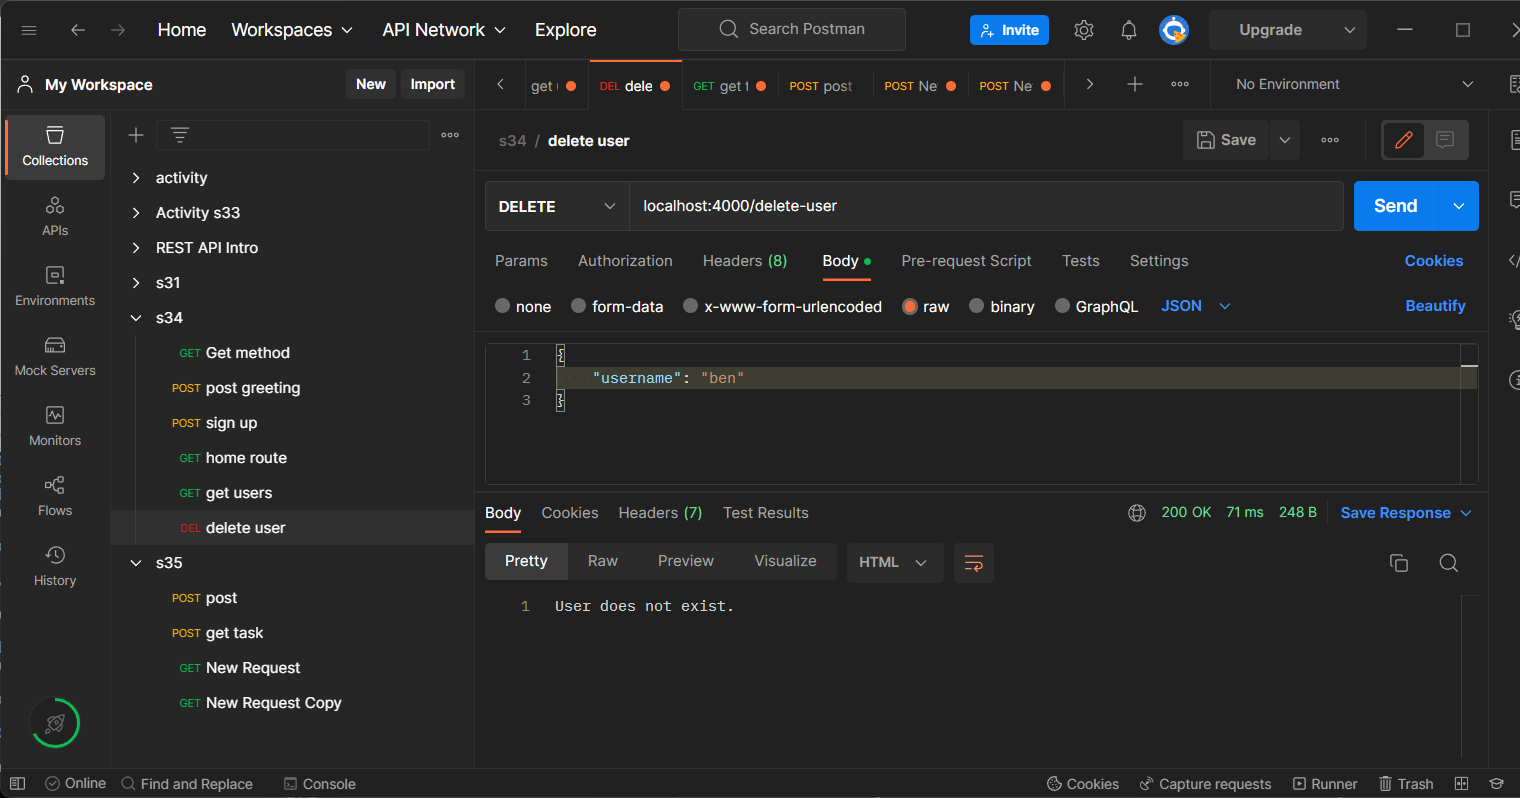 Home Workspaces API Network Explore Search Postman Invite Upgrade
My Workspace New Import get DEL dele GET get t POST post POST Ne POST Ne No Environment
s34 / delete user Save
Collections
APIs
Environments
Mock Servers
Monitors
Flows
History
activity
Activity s33
REST API Intro
s31
s34
GET Get method
POST post greeting
POST sign up
GET home route
GET get users
DEL delete user
s35
POST post
POST get task
GET New Request
GET New Request Copy
DELETE localhost:4000/delete-user Send
Params Authorization Headers (8) Body Pre-request Script Tests Settings Cookies
none form-data x-www-form-urlencoded raw binary GraphQL JSON Beautify
1 {
2 "username": "ben"
3 }
Body Cookies Headers (7) Test Results 200 OK 71 ms 248 B Save Response
Pretty Raw Preview Visualize HTML
1 User does not exist.
Online Find and Replace Console Cookies Capture requests Runner Trash